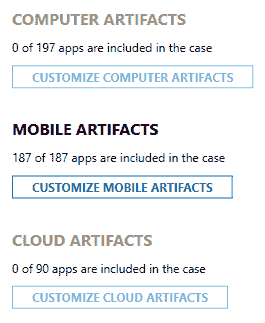 COMPUTER ARTIFACTS
0 of 197 apps are included in the case
CUSTOMIZE COMPUTER ARTIFACTS
MOBILE ARTIFACTS
187 of 187 apps are included in the case
CUSTOMIZE MOBILE ARTIFACTS
CLOUD ARTIFACTS
0 of 90 apps are included in the case
CUSTOMIZE CLOUD ARTIFACTS